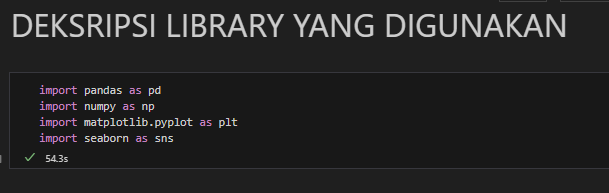 DEKSRIPSI LIBRARY YANG DIGUNAKAN
import pandas as pd
import numpy as np
import matplotlib.pyplot as plt
import seaborn as sns
54.3s